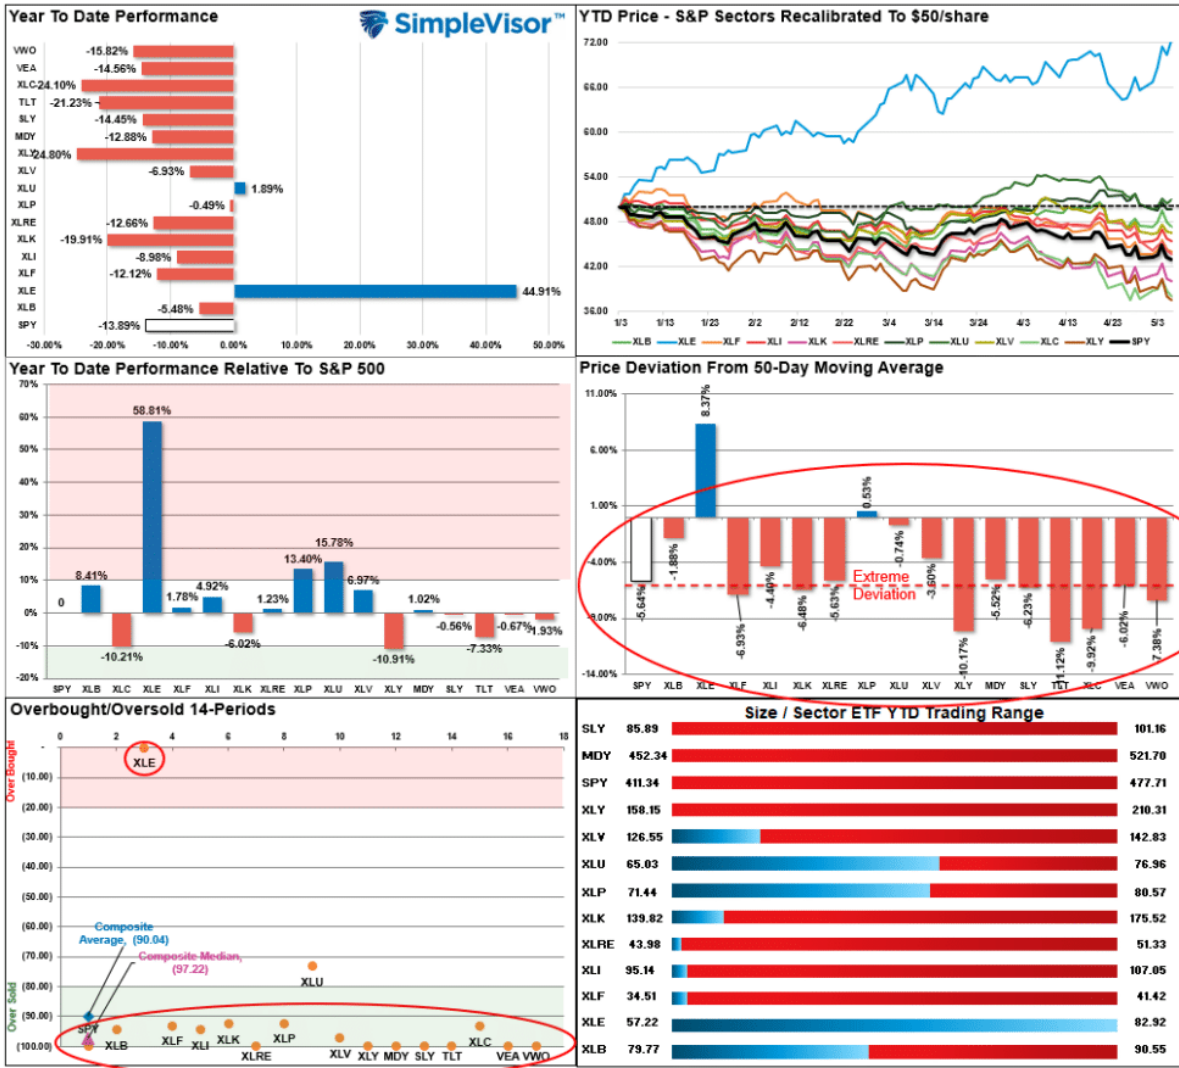 Year To Date Performance
SimpleVisor™
VWO -15.82%
VEA -14.56%
XLC -24.10%
TLT -21.23%
SLY -14.45%
MDY -12.88%
XLY -24.80%
XLV -6.93%
XLU 1.89%
XLP -0.49%
XLRE -12.66%
XLK -19.91%
XLI -8.98%
XLF -12.12%
XLE 44.91%
XLB -5.48%
SPY -13.89%
-30.00% -20.00% -10.00% 0.00% 10.00% 20.00% 30.00% 40.00% 50.00%
YTD Price - S&P Sectors Recalibrated To $50/share
72.00
66.00
60.00
54.00
48.00
42.00
36.00
1/3 1/13 1/23 2/2 2/12 2/22 3/4 3/14 3/24 4/3 4/13 4/23 5/3
XLB XLE XLF XLI XLK XLRE XLP XLU XLV XLC XLY SPY
Year To Date Performance Relative To S&P 500
70%
60%
50%
40%
30%
20%
10%
0%
-10%
-20%
0 8.41% -10.21% 58.81% 1.78% 4.92% -6.02% 1.23% 13.40% 15.78% 6.97% -10.91% 1.02% -0.56% -7.33% -0.67% -1.93%
SPY XLB XLC XLE XLF XLI XLK XLRE XLP XLU XLV XLY MDY SLY TLT VEA VWO
Price Deviation From 50-Day Moving Average
11.00%
6.00%
1.00%
-4.00%
-9.00%
-14.00%
-5.64% -1.88% 8.37% -6.93% -4.40% -6.48% -5.63% 0.53% -0.74% -3.60% -10.17% -5.52% -6.23% -11.12% -9.92% -6.02% -7.38%
Extreme
Deviation
SPY XLB XLE XLF XLI XLK XLRE XLP XLU XLV XLY MDY SLY TLT XLC VEA VWO
Overbought/Oversold 14-Periods
0 2 4 6 8 10 12 14 16 18
Over Bought
Over Sold
-
(10.00)
(20.00)
(30.00)
(40.00)
(50.00)
(60.00)
(70.00)
(80.00)
(90.00)
(100.00)
XLE
Composite
Average, (90.04)
Composite Median,
(97.22)
XLU
SPY XLB XLF XLI XLK XLRE XLP XLV XLY MDY SLY TLT XLC VEA VWO
Size / Sector ETF YTD Trading Range
SLY 85.89 101.16
MDY 452.34 521.70
SPY 411.34 477.71
XLY 158.15 210.31
XLV 126.55 142.83
XLU 65.03 76.96
XLP 71.44 80.57
XLK 139.82 175.52
XLRE 43.98 51.33
XLI 95.14 107.05
XLF 34.51 41.42
XLE 57.22 82.92
XLB 79.77 90.55